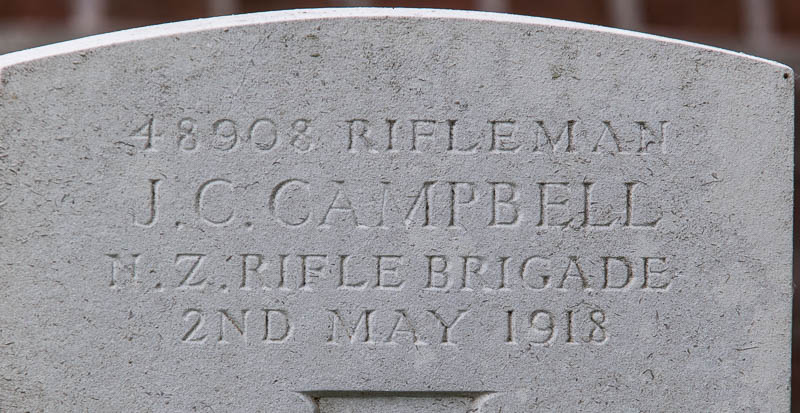 48908 RIFLEMAN
J.C. CAMPBELL
N.Z. RIFLE BRIGADE
2ND MAY 1918